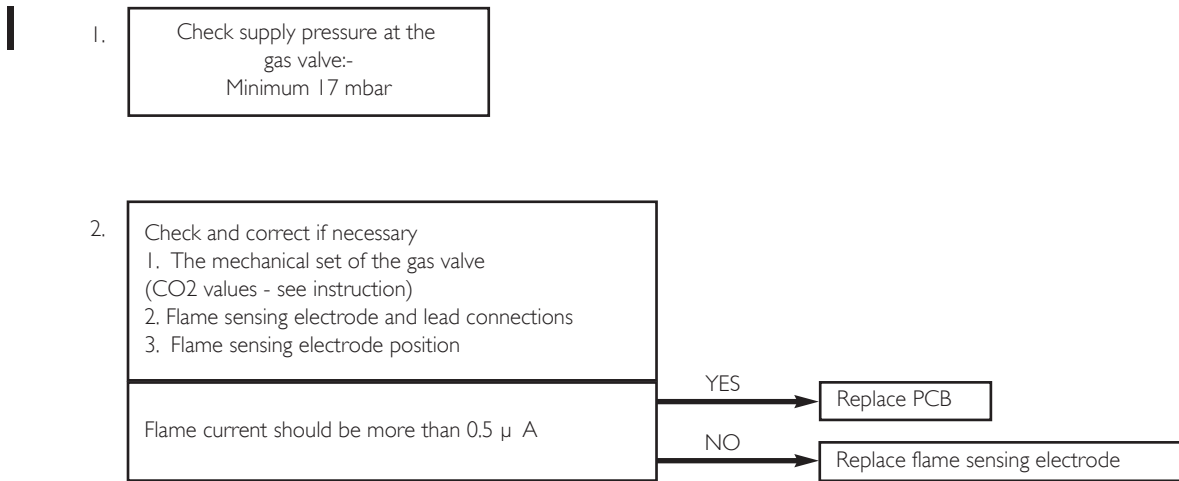 1.
Check supply pressure at the
gas valve:-
Minimum 17 mbar
2.
Check and correct if necessary
1. The mechanical set of the gas valve
(CO2 values - see instruction)
2. Flame sensing electrode and lead connections
3. Flame sensing electrode position
Flame current should be more than 0.5 μ A
YES
Replace PCB
NO
Replace flame sensing electrode